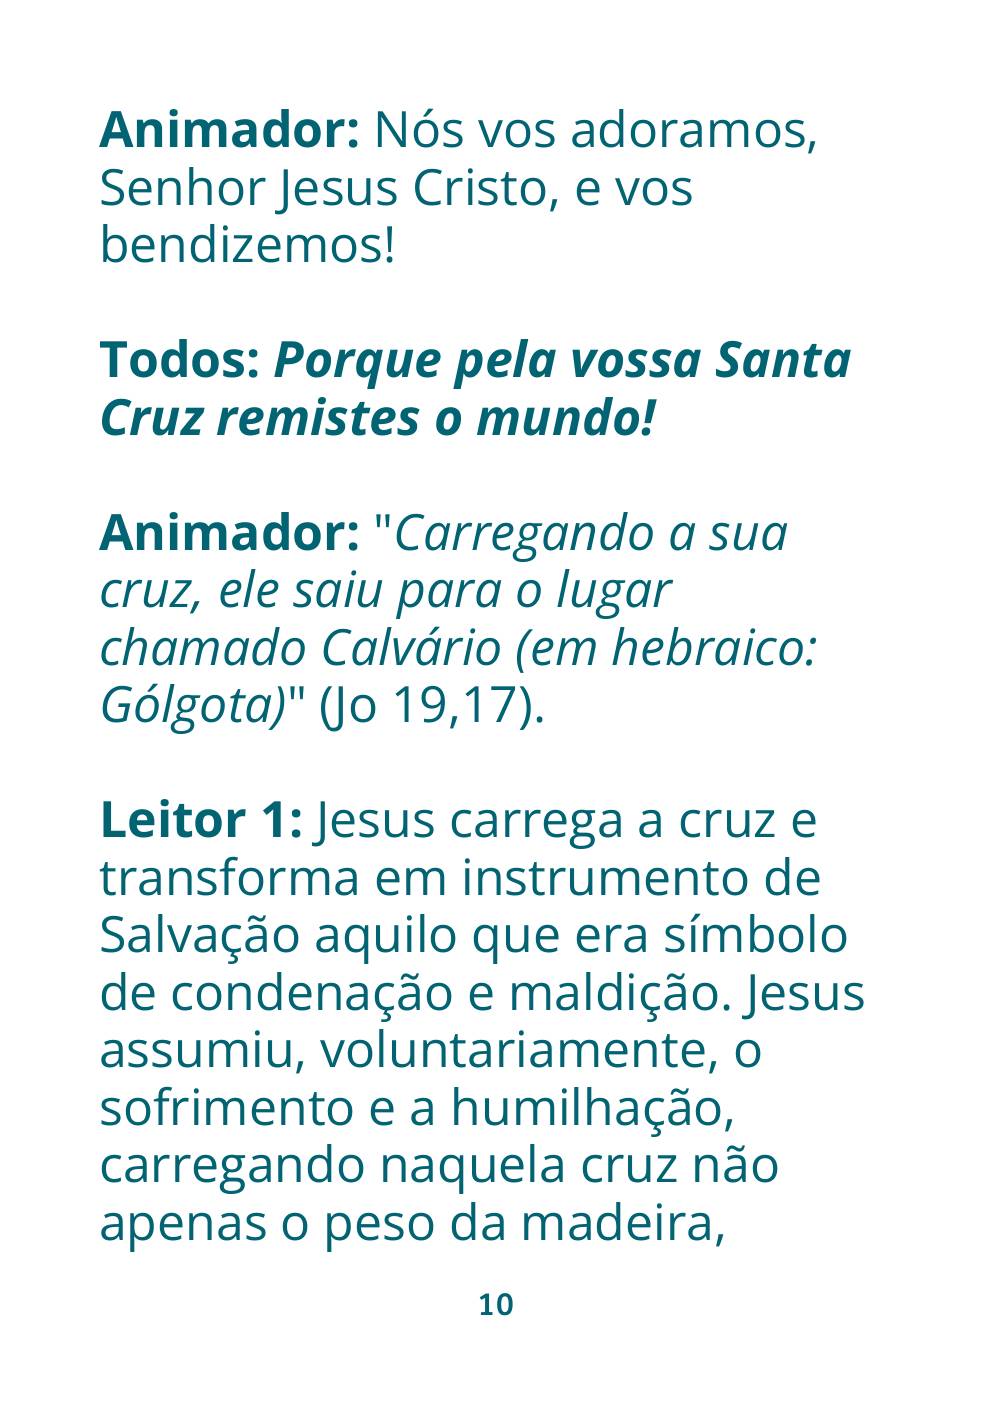 Animador: Nós vos adoramos,
Senhor Jesus Cristo, e vos
bendizemos!
Todos: Porque pela vossa Santa
Cruz remistes o mundo!
Animador: "Carregando a sua
cruz, ele saiu para o lugar
chamado Calvário (em hebraico:
Gólgota)" (Jo 19,17).
Leitor 1: Jesus carrega a cruz e
transforma em instrumento de
Salvação aquilo que era símbolo
de condenação e maldição. Jesus
assumiu, voluntariamente, o
sofrimento e a humilhação,
carregando naquela cruz não
apenas o peso da madeira,
10